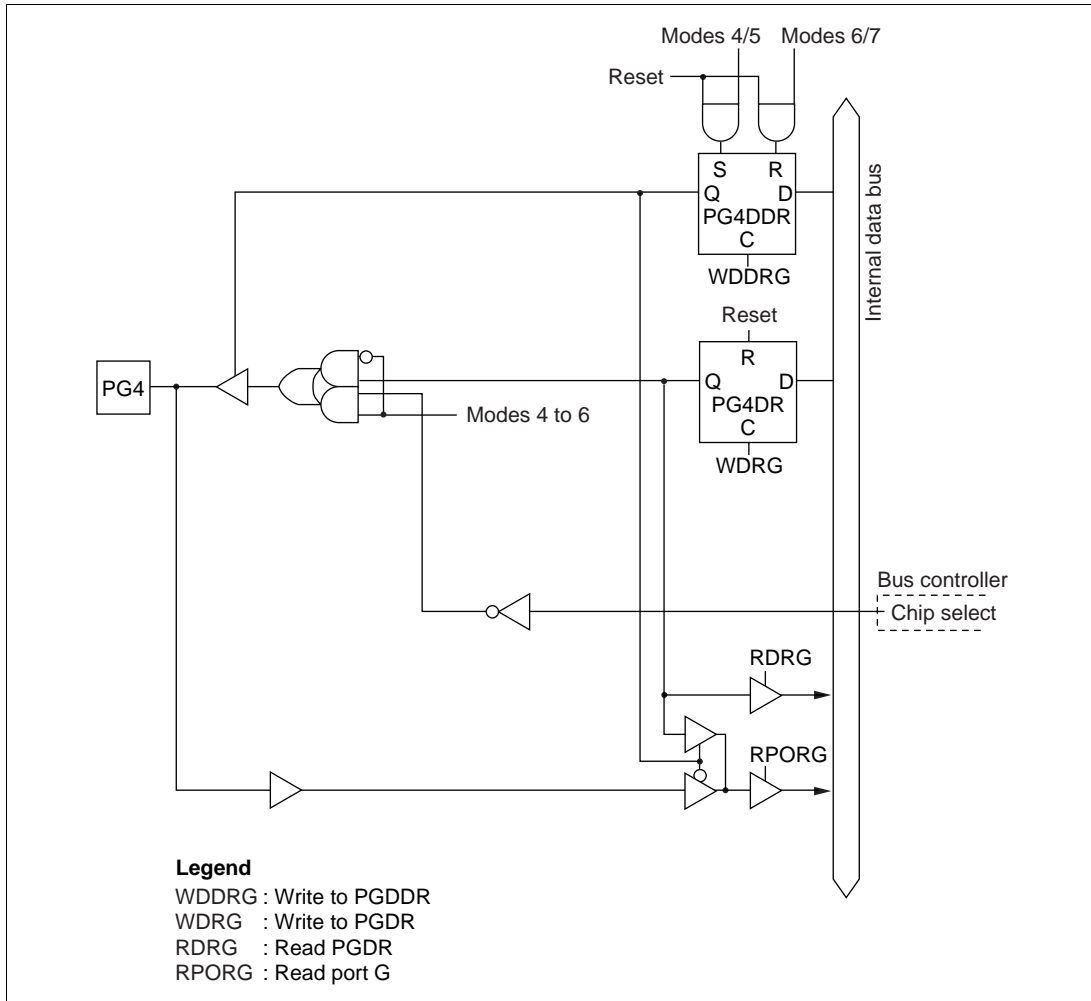 Modes 4/5 Modes 6/7
Reset
S R
Q D
PG4DDR
C
WDDRG
Internal data bus
Reset
R
Q D
PG4DR
C
WDRG
PG4
Modes 4 to 6
Bus controller
Chip select
RDRG
RPORG
Legend
WDDRG : Write to PGDDR
WDRG : Write to PGDR
RDRG : Read PGDR
RPORG : Read port G